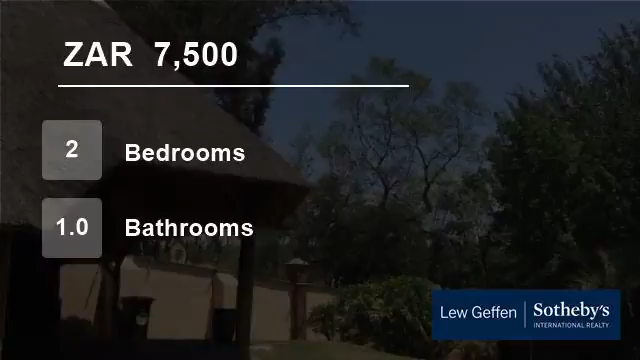 ZAR 7,500
2 Bedrooms
1.0 Bathrooms
Lew Geffen | Sotheby's
INTERNATIONAL REALTY